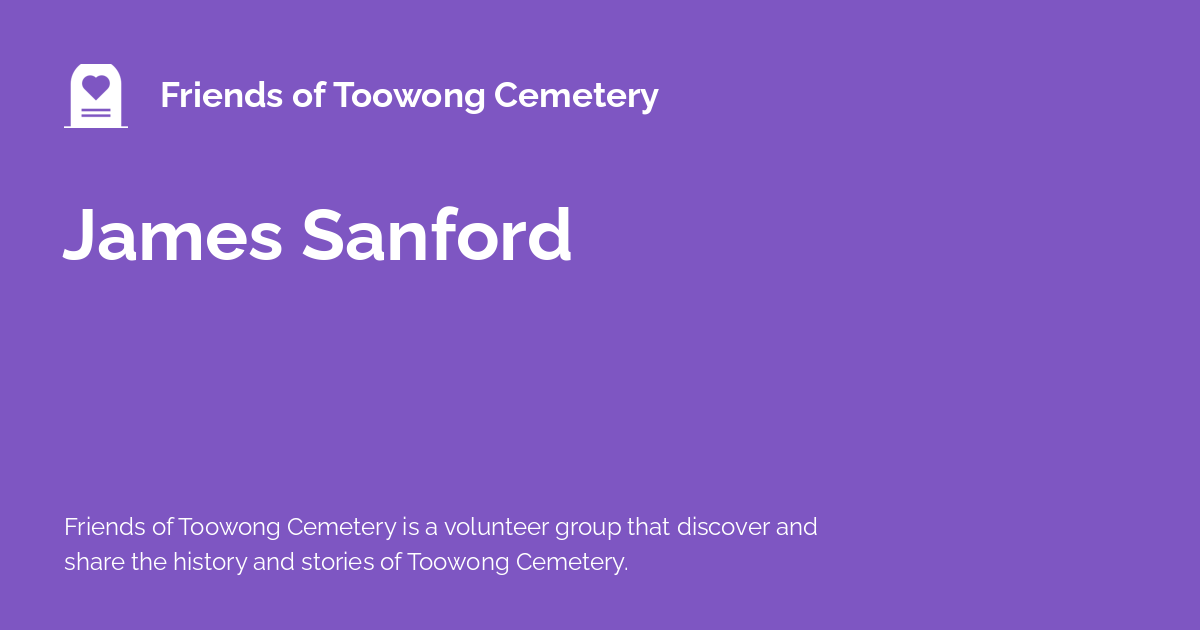 Friends of Toowong Cemetery
James Sanford
Friends of Toowong Cemetery is a volunteer group that discover and
share the history and stories of Toowong Cemetery.